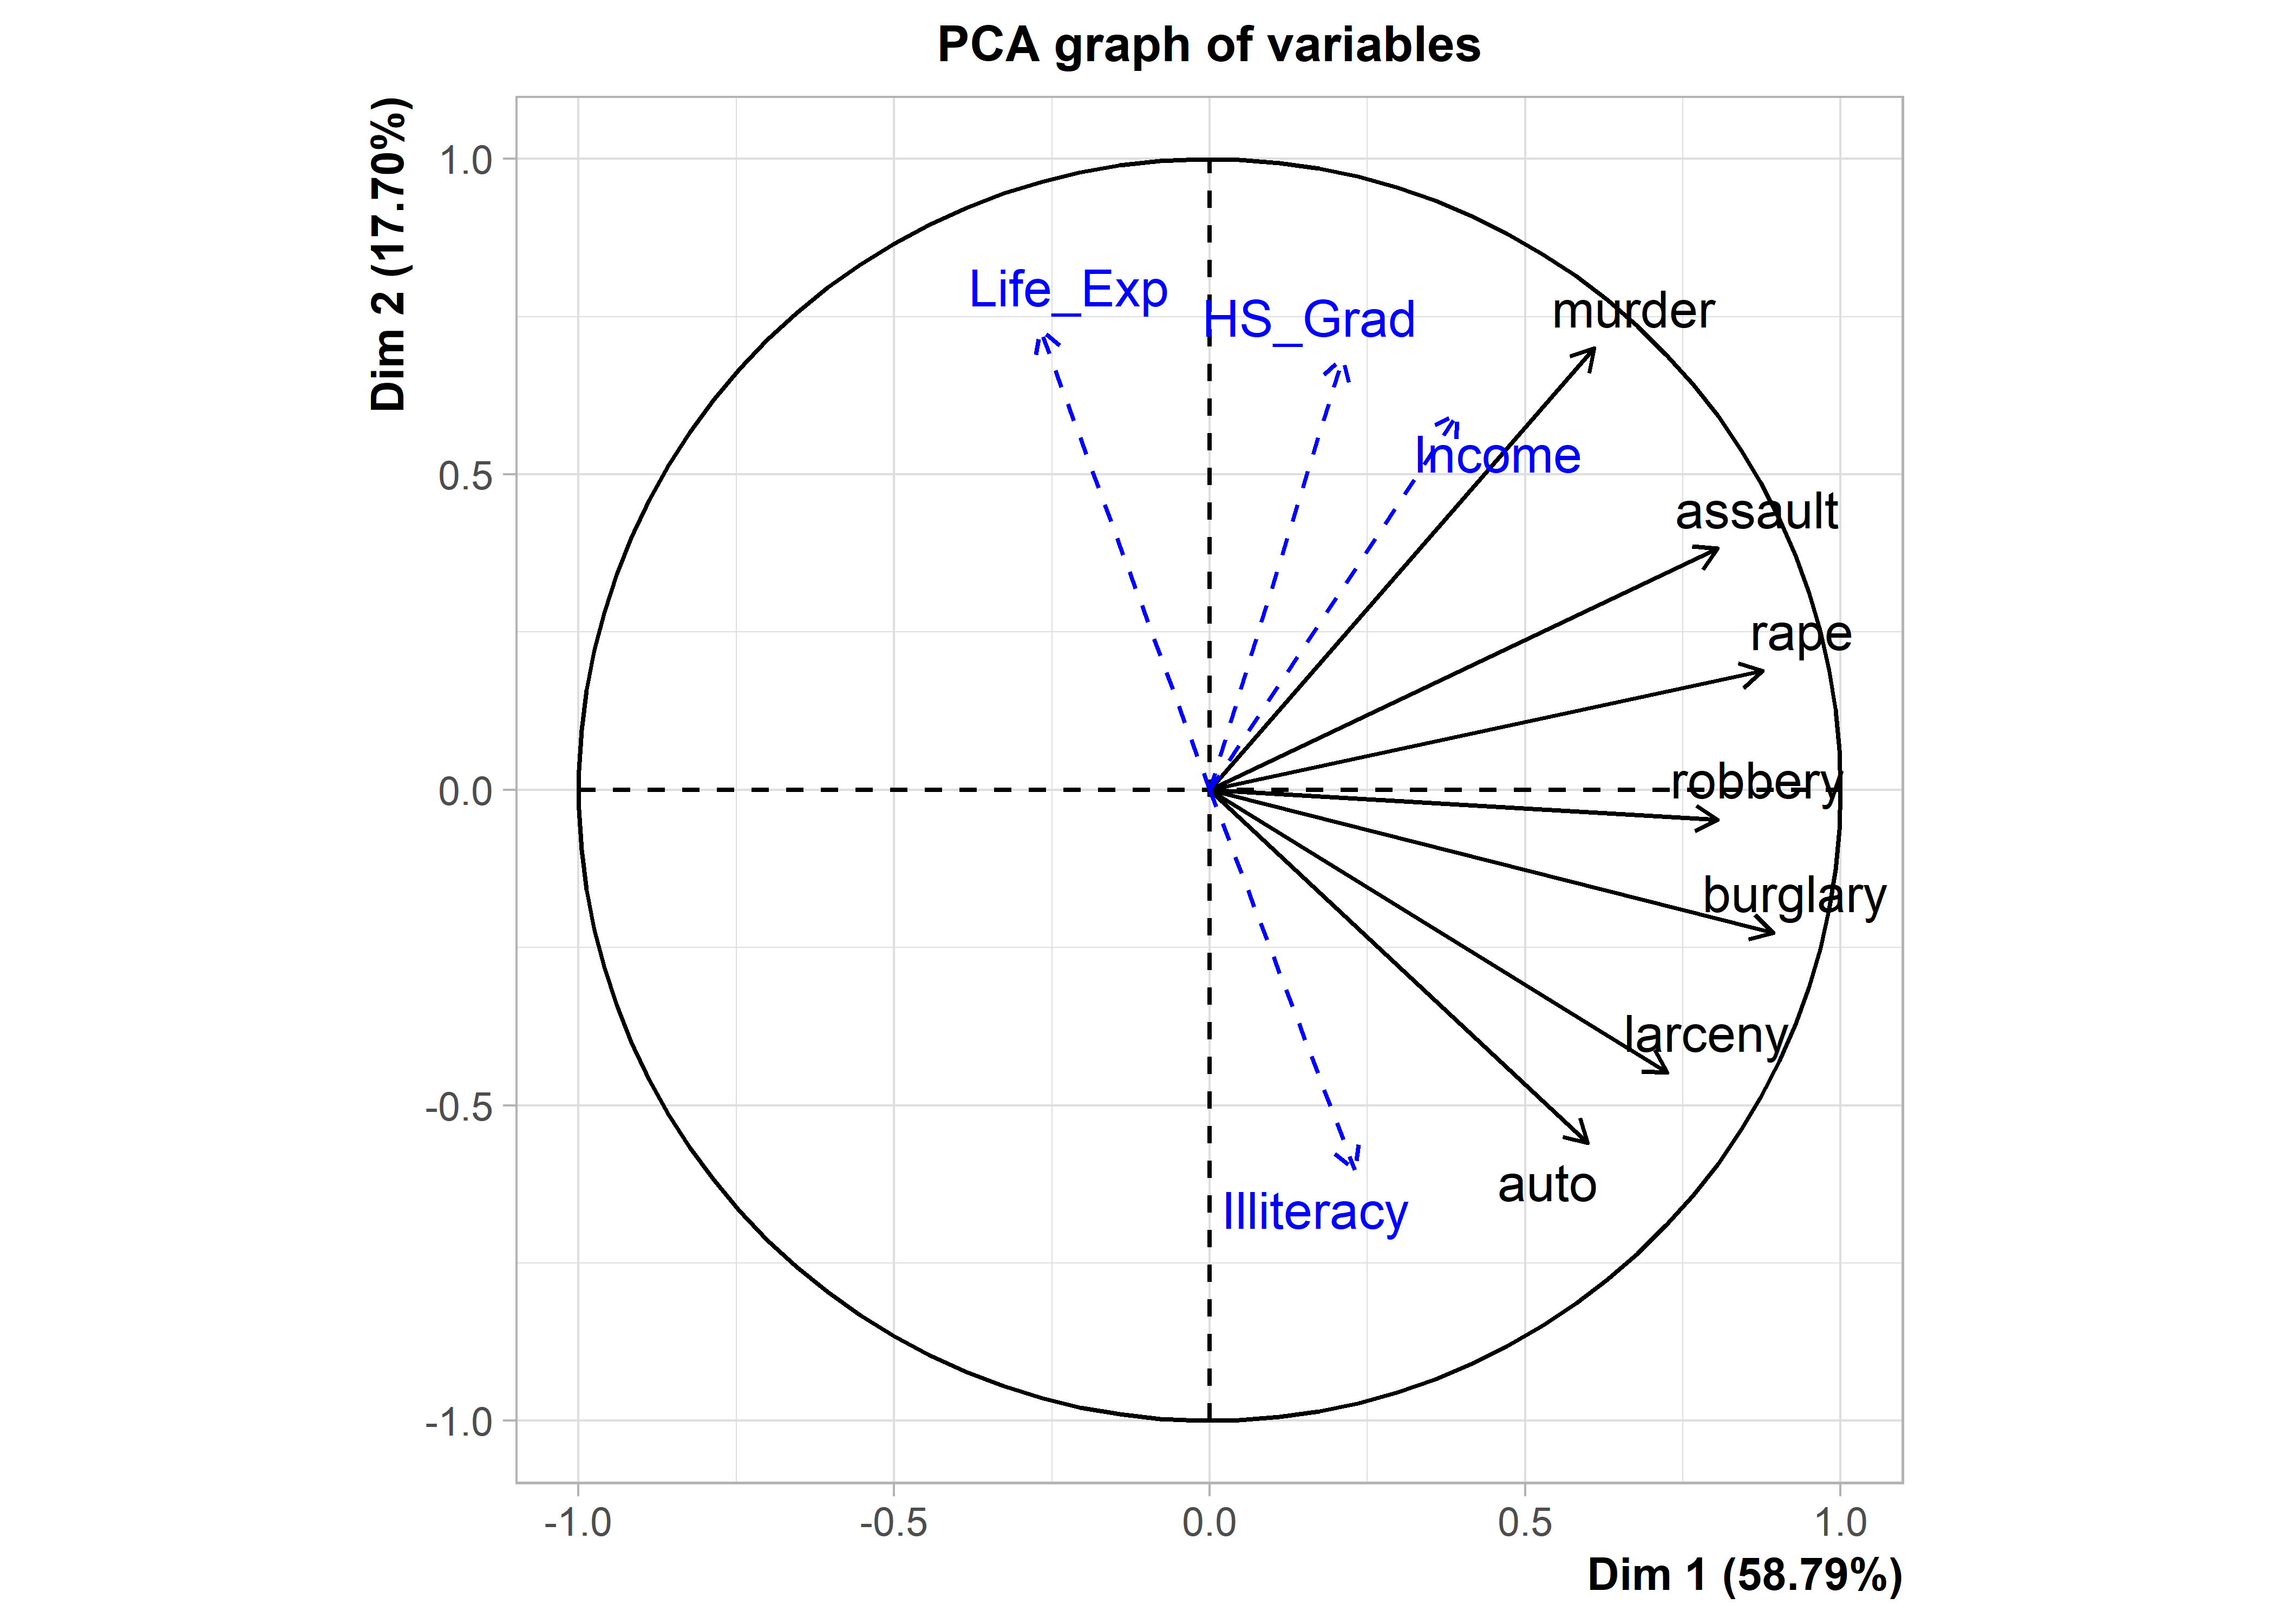 PCA graph of variables
Dim 2 (17.70%)
1.0
0.5
0.0
-0.5
-1.0
Life_Exp
HS_Grad
murder
Income
assault
rape
robbery
burglary
larceny
auto
Illiteracy
-1.0
-0.5
0.0
0.5
1.0
Dim 1 (58.79%)